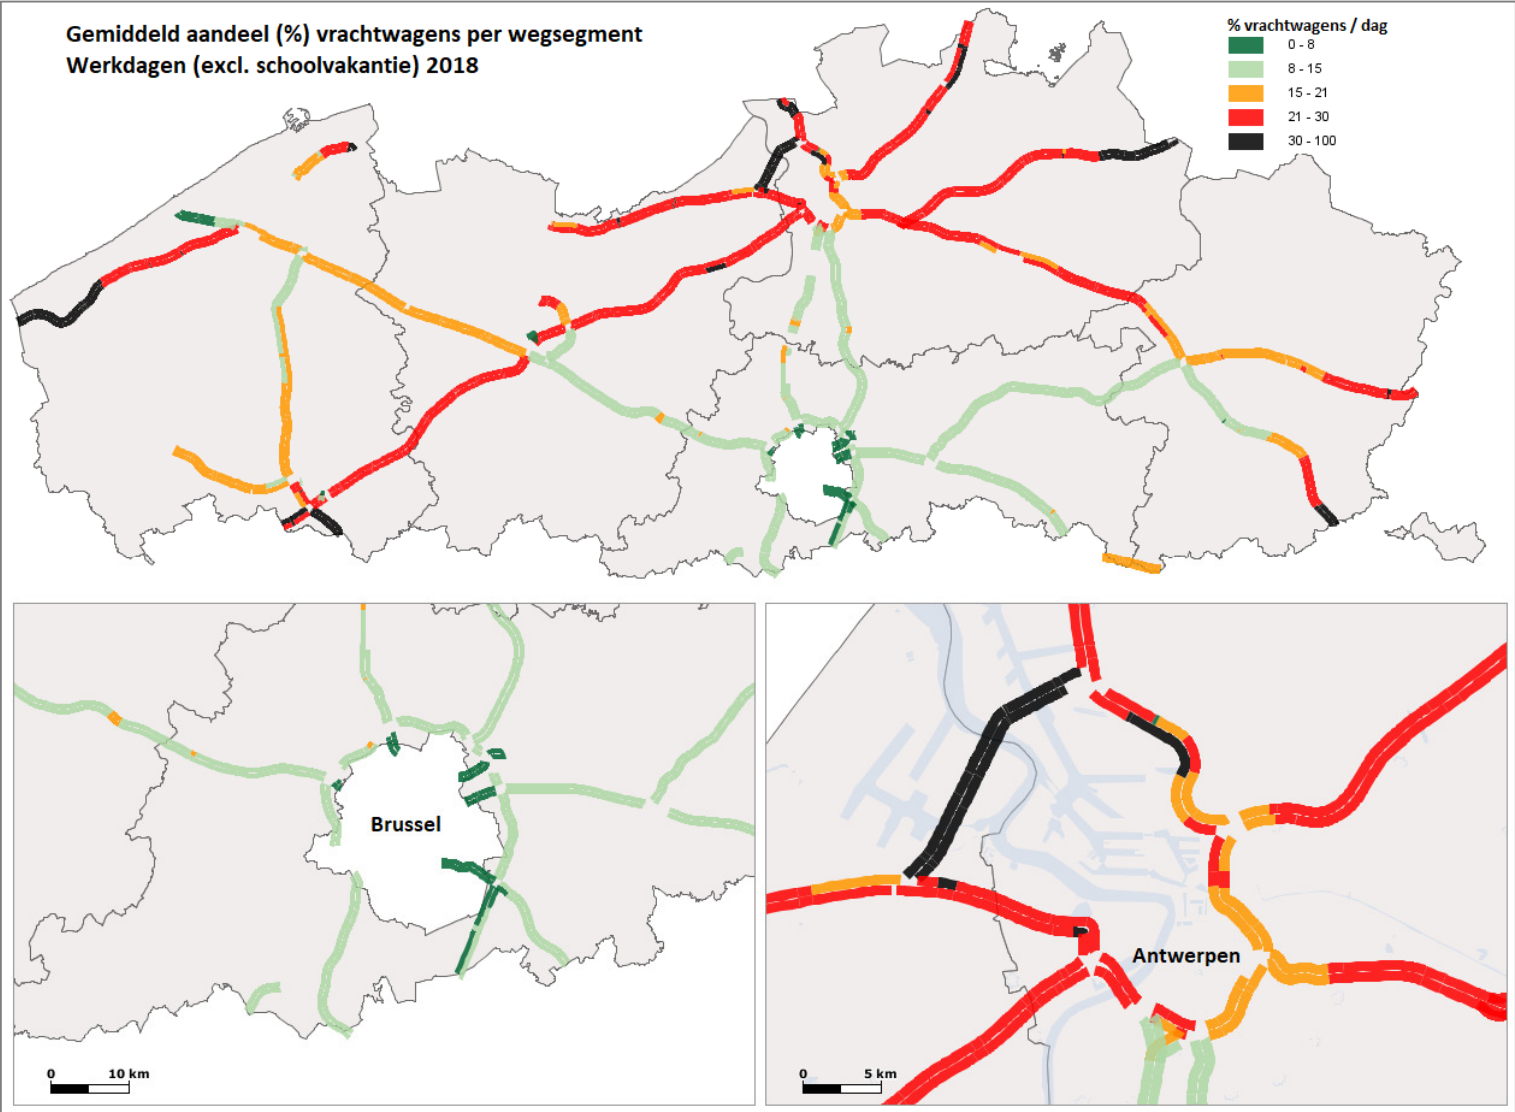 Gemiddeld aandeel (%) vrachtwagens per wegsegment
Werkdagen (excl. schoolvakantie) 2018
% vrachtwagens / dag
0 - 8
8 - 15
15 - 21
21 - 30
30 - 100
Brussel
0 10 km
Antwerpen
0 5 km